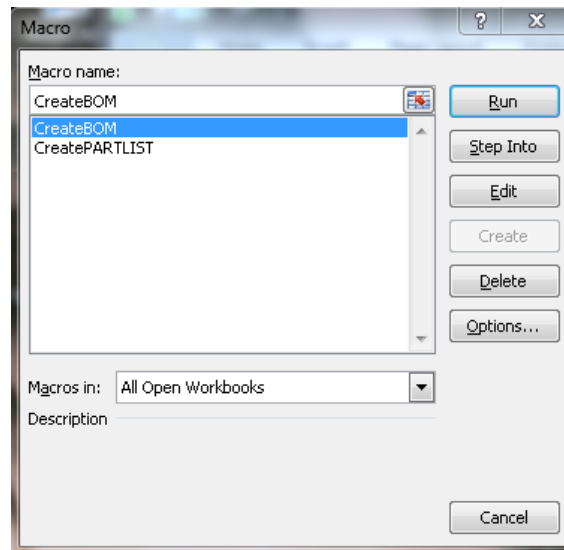 Macro
?
Macro name:
CreateBOM
Run
CreateBOM
CreatePARTLIST
Step Into
Edit
Create
Delete
Options...
Macros in:
All Open Workbooks
Description
Cancel